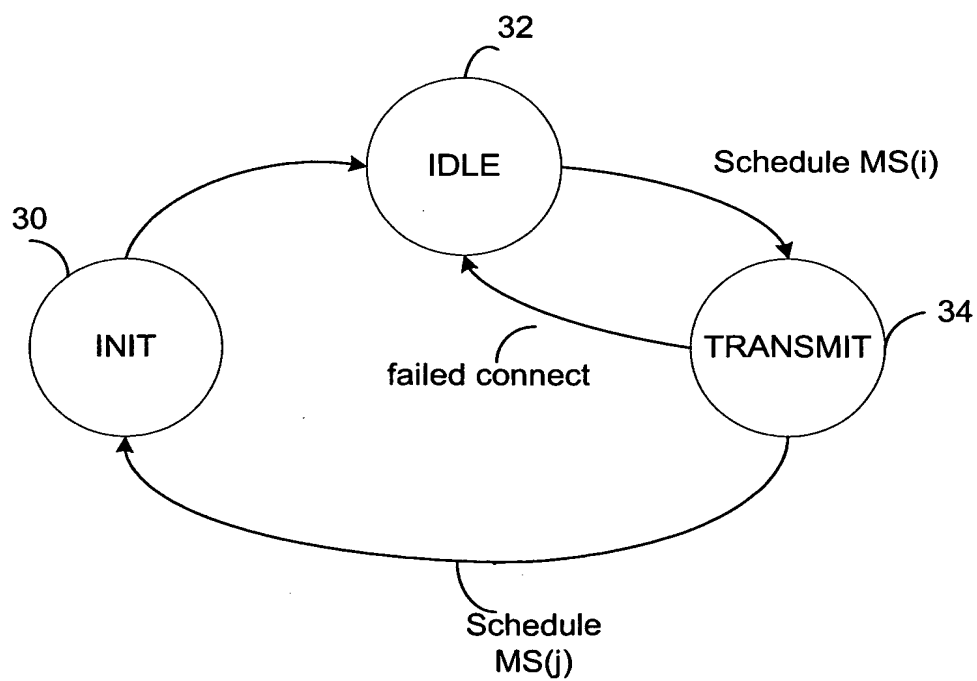 32
IDLE
Schedule MS(i)
30
34
INIT
TRANSMIT
failed connect
Schedule
MS(j)